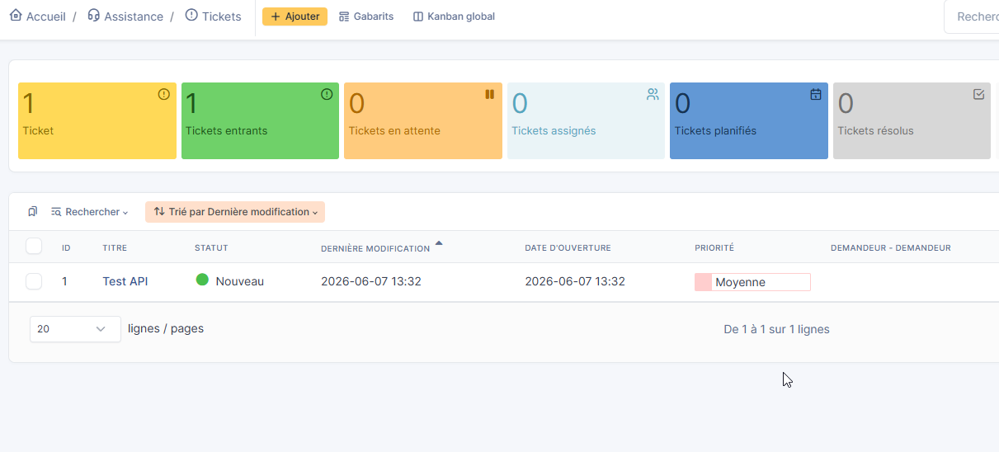 Accueil / Assistance / Tickets + Ajouter Gabarits Kanban global
1 1 0 0 0 0
Ticket Tickets entrants Tickets en attente Tickets assignés Tickets planifiés Tickets résolus
Rechercher Trié par Dernière modification
ID TITRE STATUT DERNIÈRE MODIFICATION DATE D'OUVERTURE PRIORITÉ DEMANDEUR - DEMANDEUR
1 Test API Nouveau 2026-06-07 13:32 2026-06-07 13:32 Moyenne
20 lignes / pages De 1 à 1 sur 1 lignes